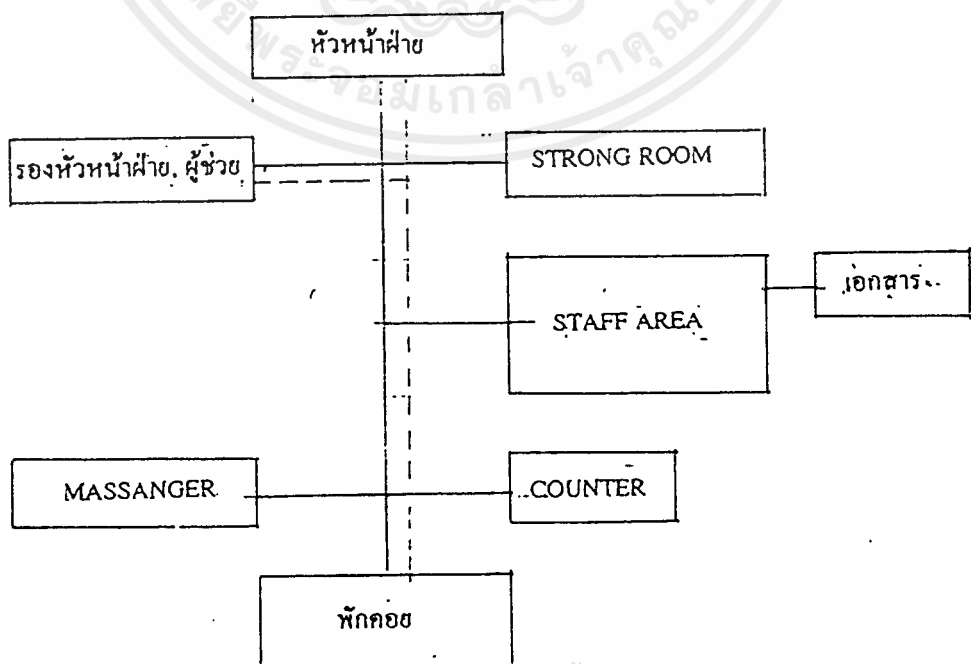 หัวหน้าฝ่าย
รองหัวหน้าฝ่าย, ผู้ช่วย
STRONG ROOM
เอกสาร
STAFF AREA
MASSANGER
COUNTER
พักคอย